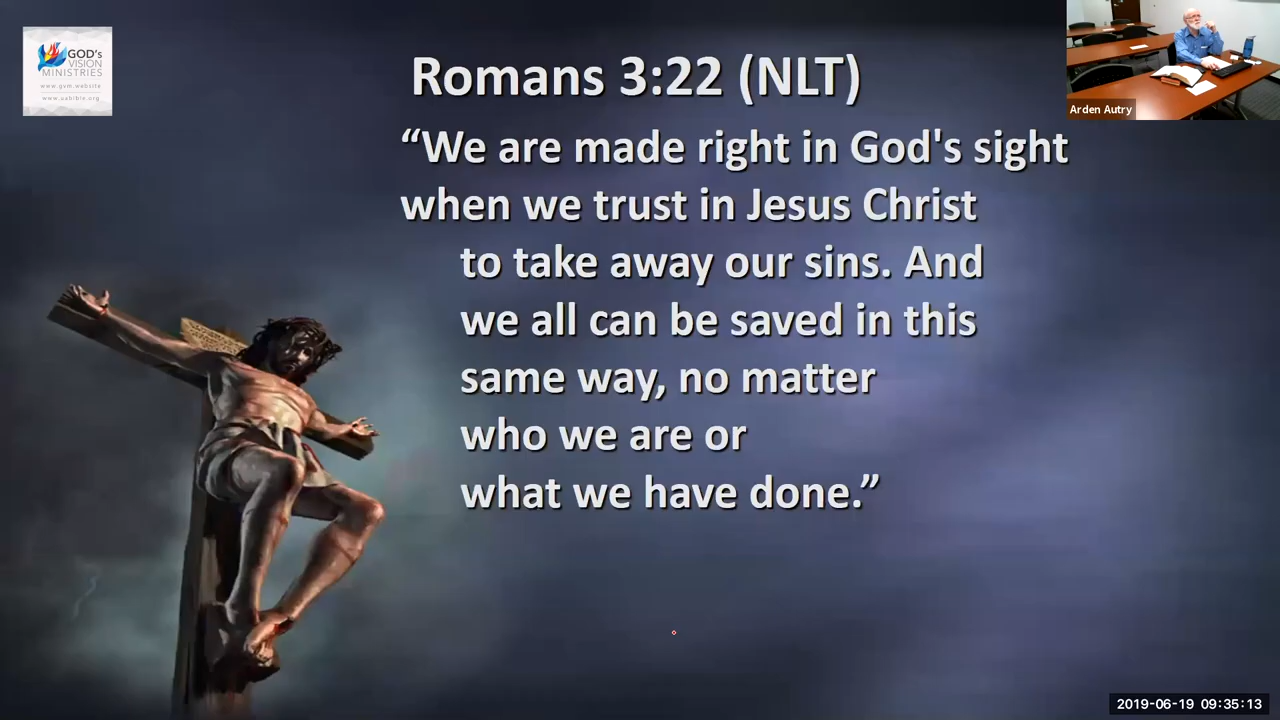 GOD's
VISION
MINISTRIES
www.gvm.website
www.uxbible.org
Romans 3:22 (NLT)
“We are made right in God's sight
when we trust in Jesus Christ
to take away our sins. And
we all can be saved in this
same way, no matter
who we are or
what we have done.”
Arden Autry
2019-06-19 09:35:13